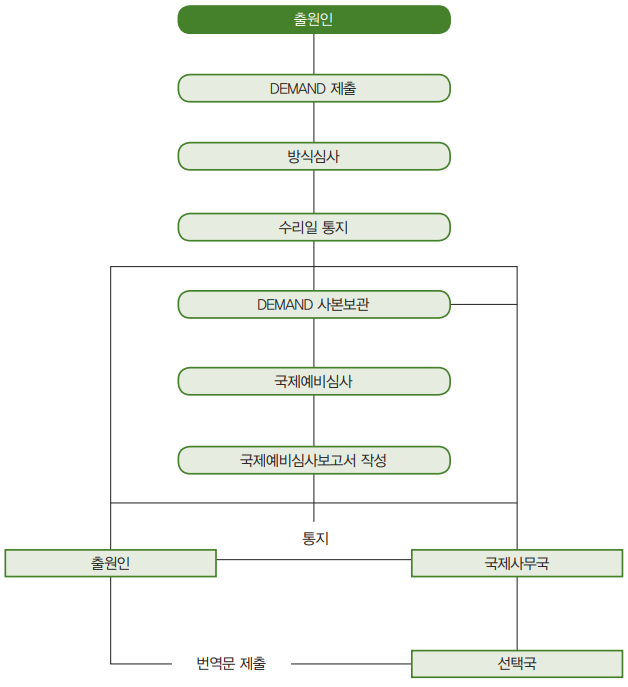 출원인
DEMAND 제출
방식심사
수리일 통지
DEMAND 사본보관
국제예비심사
국제예비심사보고서 작성
통지
출원인
국제사무국
번역문 제출
선택국